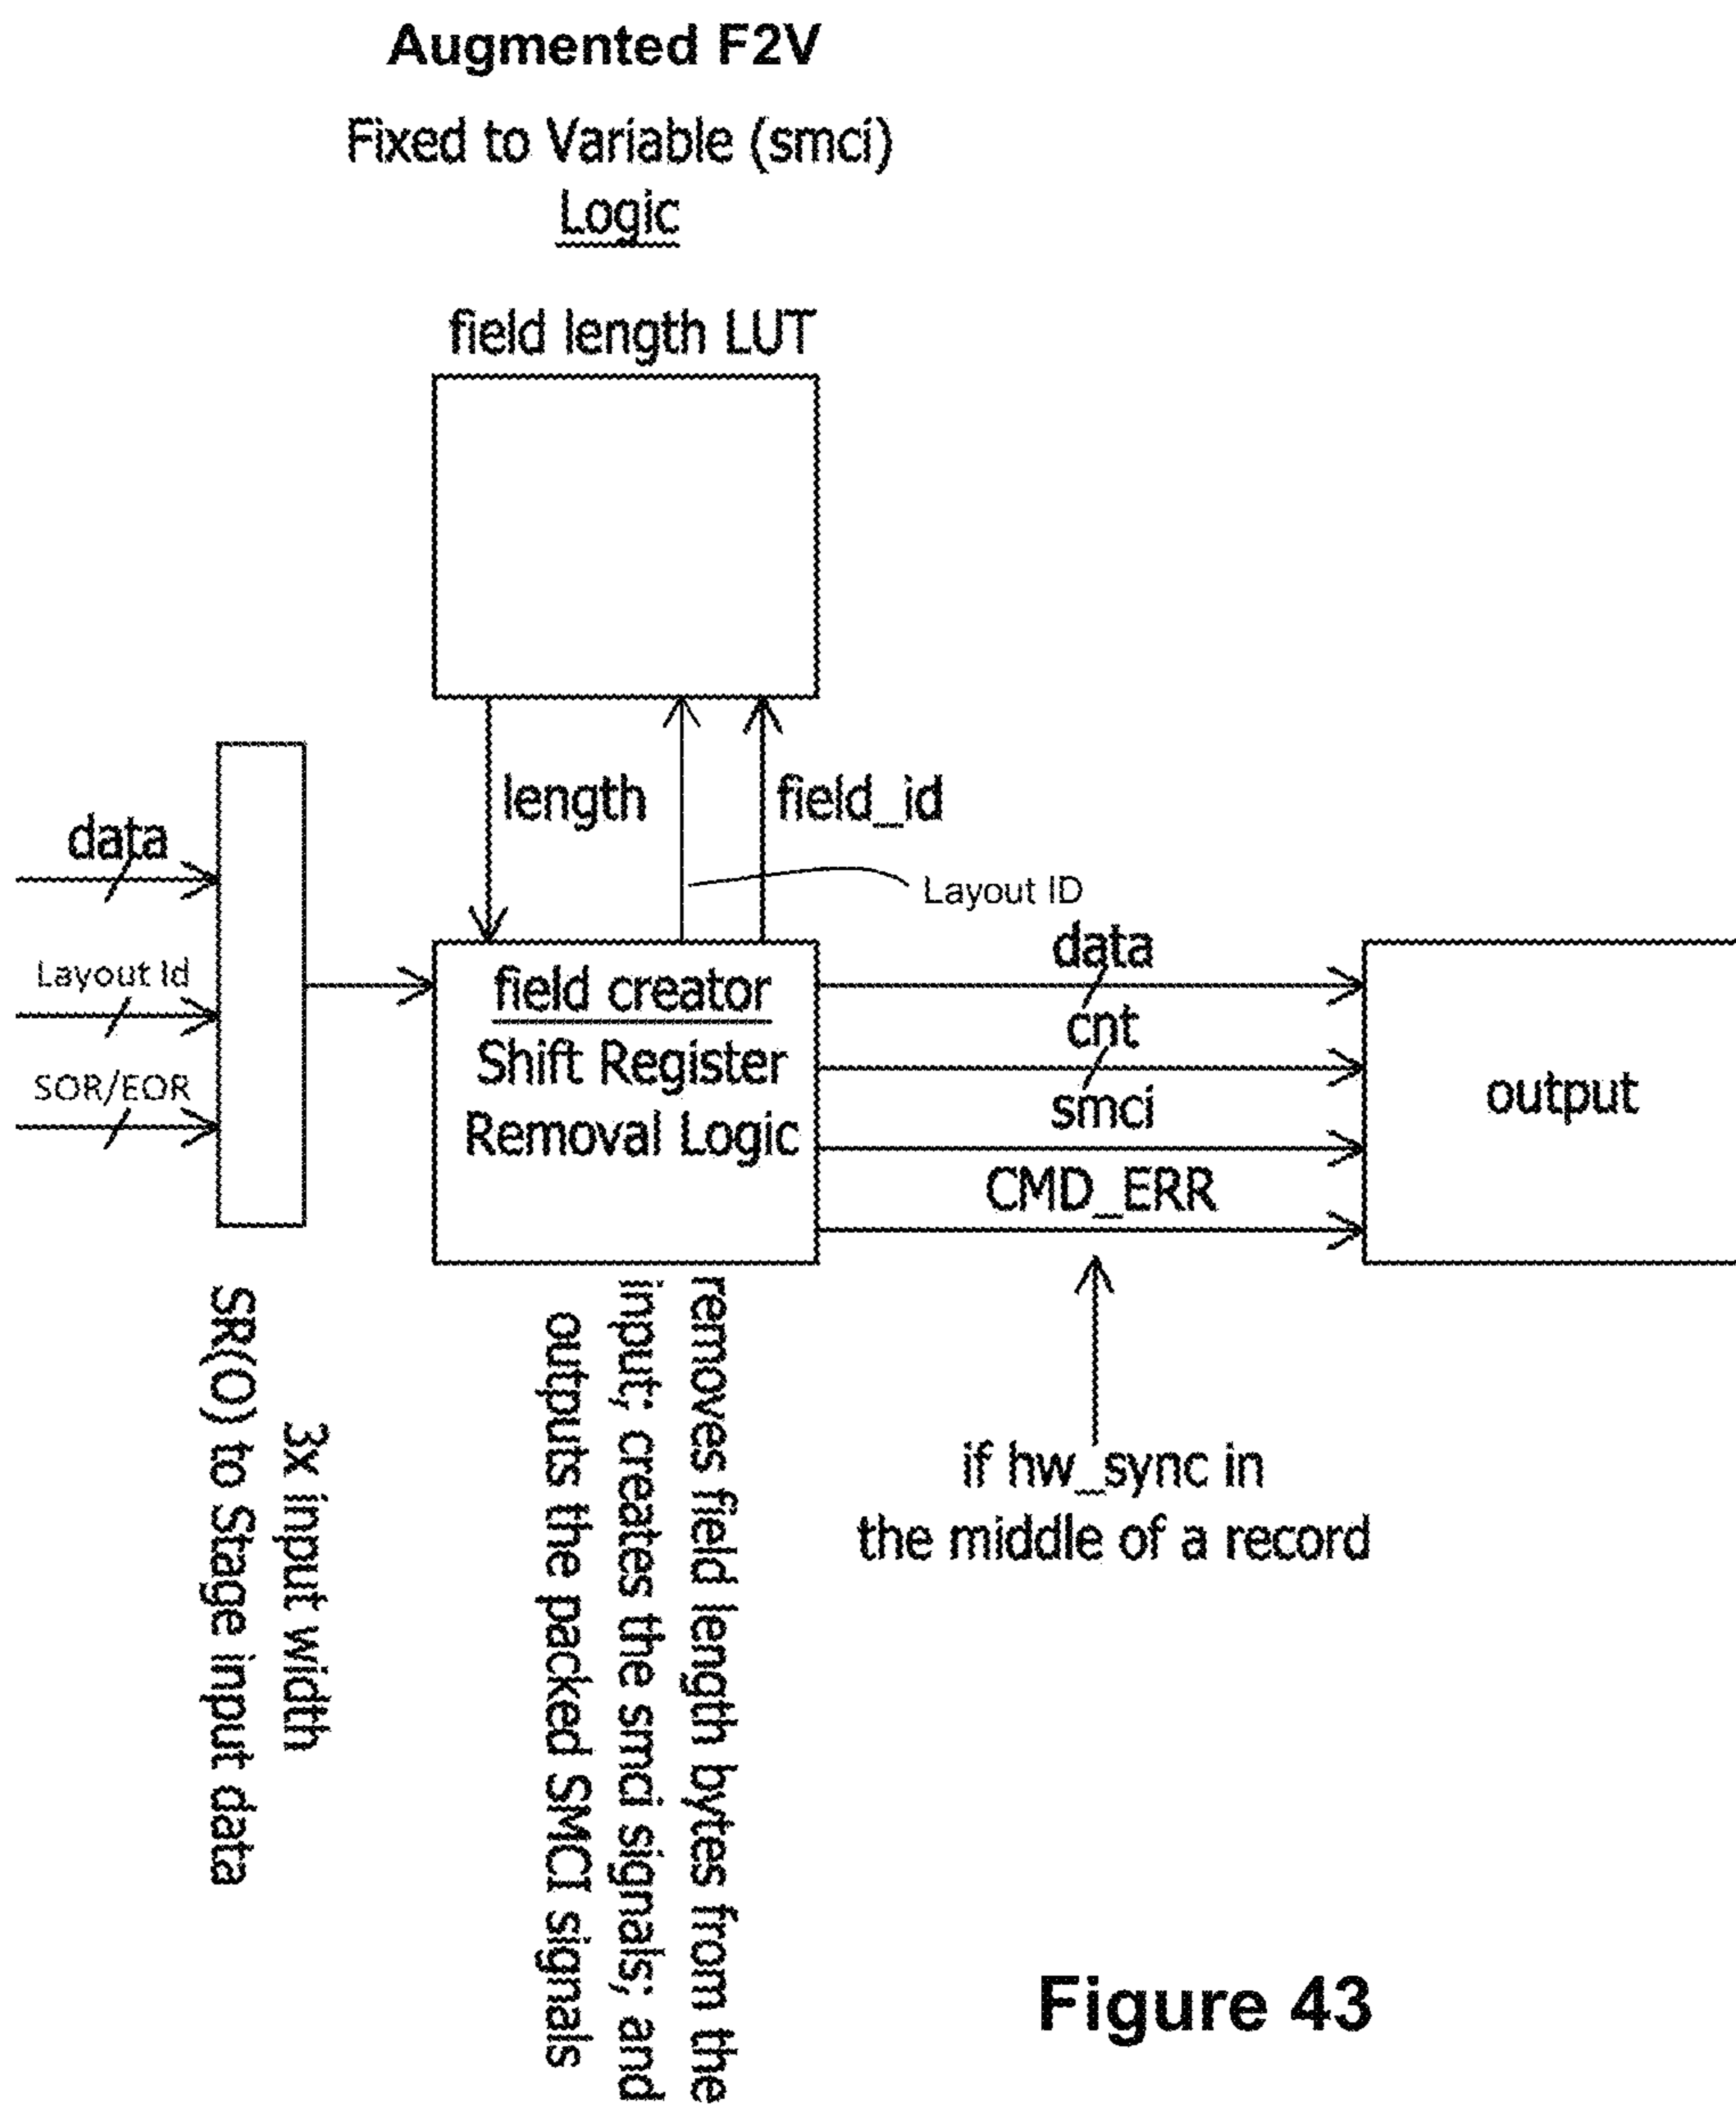 Augmented F2V
Fixed to Variable (smci)
Logic
field length LUT
length
field_id
Layout ID
data
Layout Id
SOR/EOR
field creator
Shift Register
Removal Logic
data
cnt
smci
CMD_ERR
output
if hw_sync in
the middle of a record
3x input width
SR(O) to Stage input data
removes field length bytes from the
input; creates the smci signals; and
outputs the packed SMCI signals
Figure 43